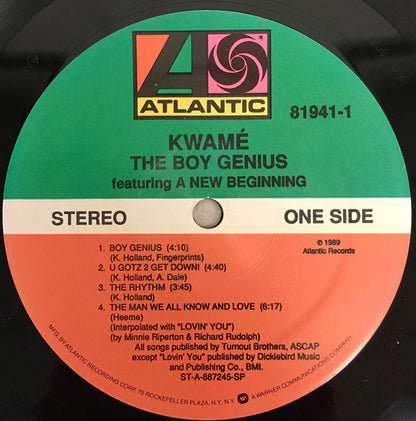 ATLANTIC
81941-1
KWAMÉ
THE BOY GENIUS
featuring A NEW BEGINNING
STEREO
ONE SIDE
℗ 1989
Atlantic Records
1. BOY GENIUS (4:10)
(K. Holland, Fingerprints)
2. U GOTZ 2 GET DOWN! (4:40)
(K. Holland, A. Dale)
3. THE RHYTHM (3:45)
(K. Holland)
4. THE MAN WE ALL KNOW AND LOVE (6:17)
(Heeme)
(Interpolated with "LOVIN' YOU")
(by Minnie Riperton & Richard Rudolph)
All songs published by Turnout Brothers, ASCAP
except "Lovin' You" published by Dickiebird Music
and Publishing Co., BMI.
ST-A-887245-SP
MFG. BY ATLANTIC RECORDING CORP., 75 ROCKEFELLER PLAZA, N.Y., N.Y. A WARNER COMMUNICATIONS COMPANY